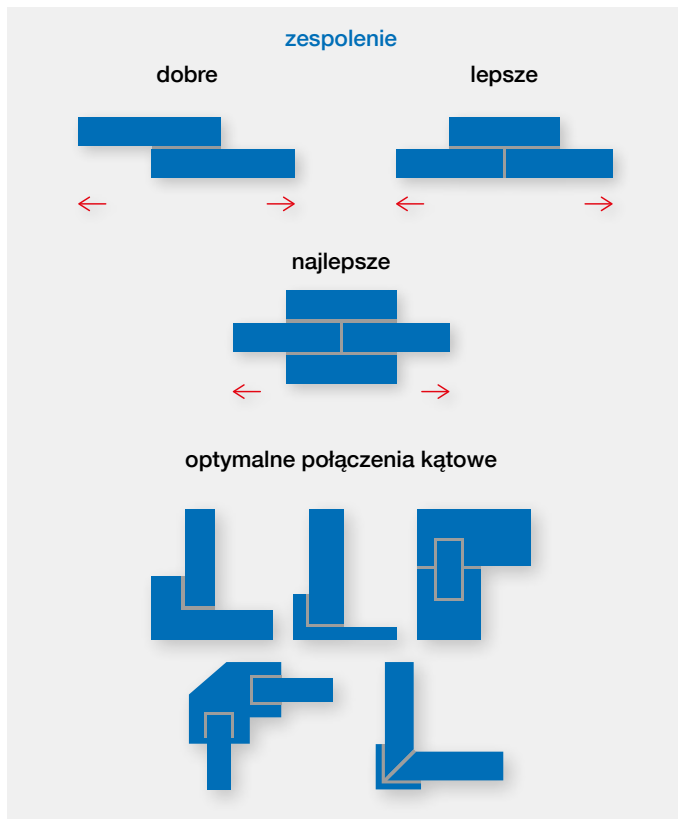 zespolenie
dobre
lepsze
najlepsze
optymalne połączenia kątowe